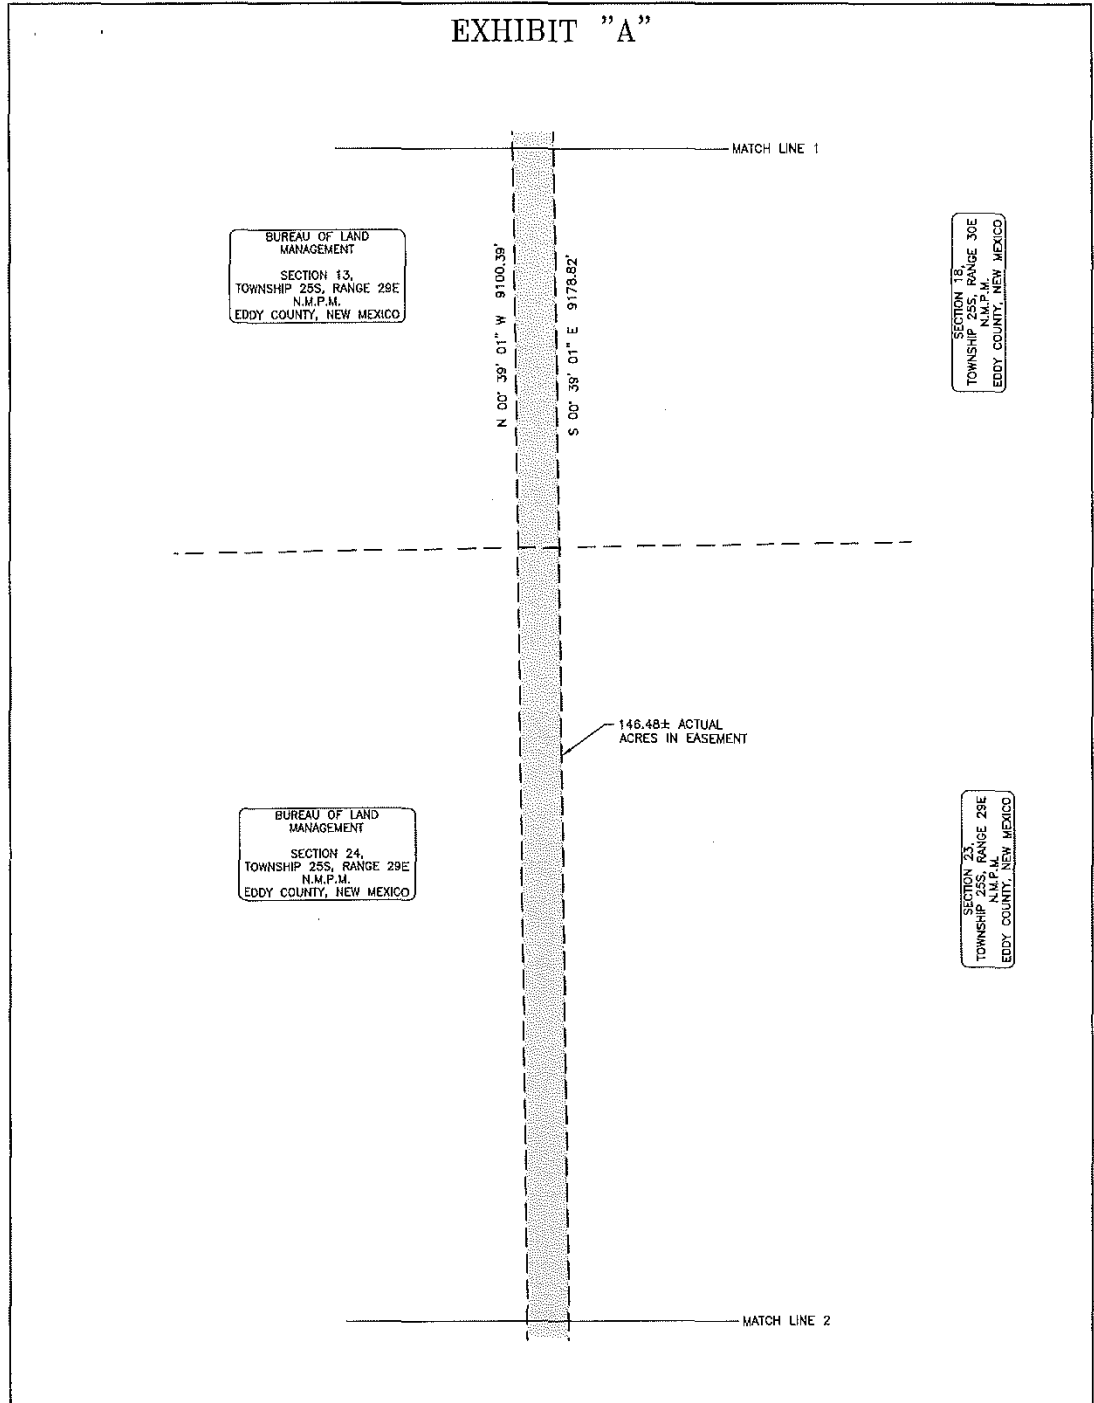 EXHIBIT "A"
MATCH LINE 1
BUREAU OF LAND
MANAGEMENT
SECTION 13,
TOWNSHIP 25S, RANGE 29E
N.M.P.M.
EDDY COUNTY, NEW MEXICO
N 00° 39' 01" W 9100.39'
S 00° 39' 01" E 9178.82'
SECTION 18,
TOWNSHIP 25S, RANGE 30E
N.M.P.M.
EDDY COUNTY, NEW MEXICO
146.48± ACTUAL
ACRES IN EASEMENT
BUREAU OF LAND
MANAGEMENT
SECTION 24,
TOWNSHIP 25S, RANGE 29E
N.M.P.M.
EDDY COUNTY, NEW MEXICO
SECTION 23,
TOWNSHIP 25S, RANGE 29E
N.M.P.M.
EDDY COUNTY, NEW MEXICO
MATCH LINE 2